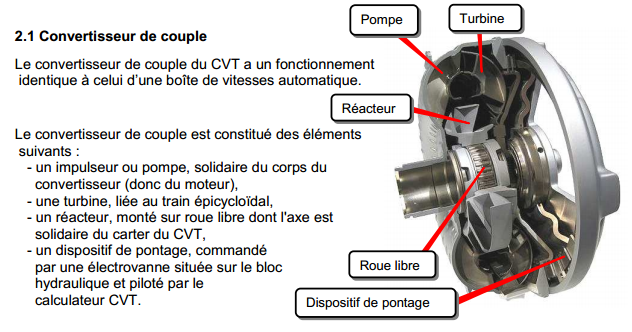 Pompe
Turbine
2.1 Convertisseur de couple
Le convertisseur de couple du CVT a un fonctionnement
identique à celui d'une boîte de vitesses automatique.
Réacteur
Le convertisseur de couple est constitué des éléments
suivants :
- un impulseur ou pompe, solidaire du corps du
convertisseur (donc du moteur),
- une turbine, liée au train épicycloïdal,
- un réacteur, monté sur roue libre dont l'axe est
solidaire du carter du CVT,
- un dispositif de pontage, commandé
par une électrovanne située sur le bloc
hydraulique et piloté par le
calculateur CVT.
Roue libre
Dispositif de pontage